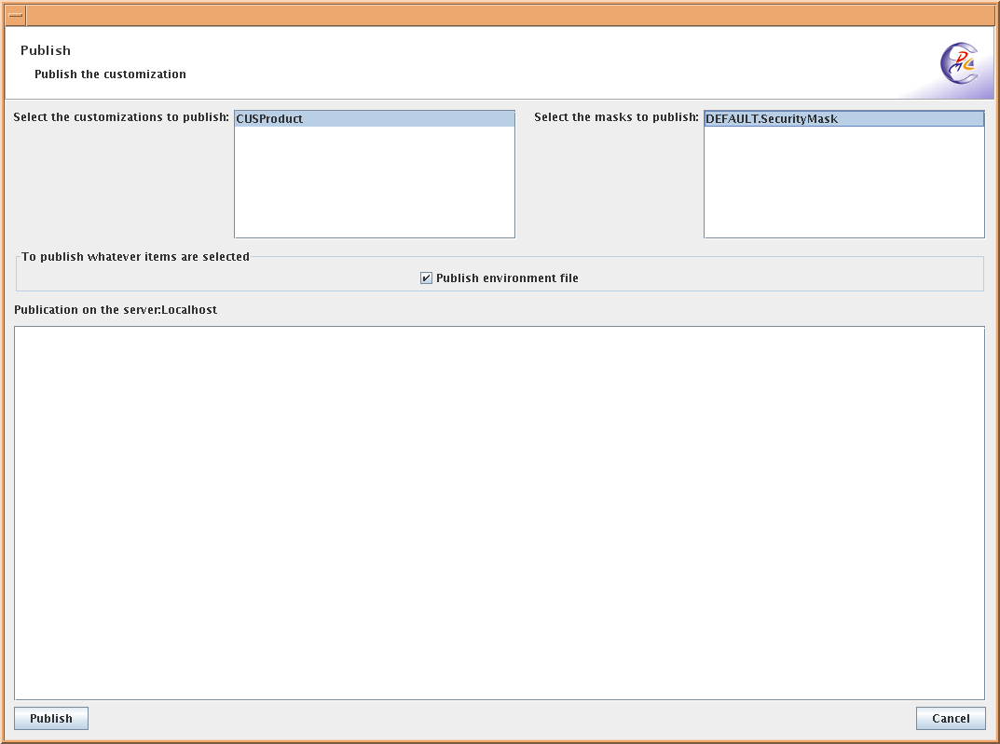 Publish
Publish the customization
Select the customizations to publish: CUSProduct Select the masks to publish: DEFAULT.SecurityMask
To publish whatever items are selected
Publish environment file
Publication on the server:Localhost
Publish Cancel